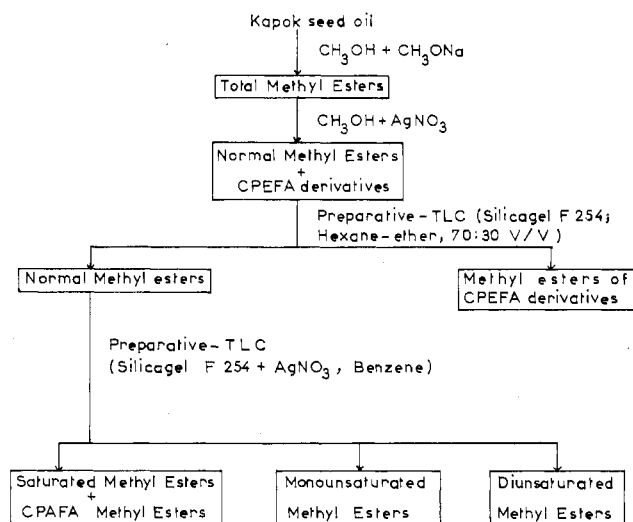 Kapok seed oil
CH3OH + CH3ONa
Total Methyl Esters
CH3OH + AgNO3
Normal Methyl Esters
+
CPEFA derivatives
Preparative - TLC (Silicagel F 254;
Hexane-ether, 70:30 V/V)
Normal Methyl esters
Methyl esters of
CPEFA derivatives
Preparative - TLC
(Silicagel F 254 + AgNO3, Benzene)
Saturated Methyl Esters
+
CPAFA Methyl Esters
Monounsaturated
Methyl Esters
Diunsaturated
Methyl Esters